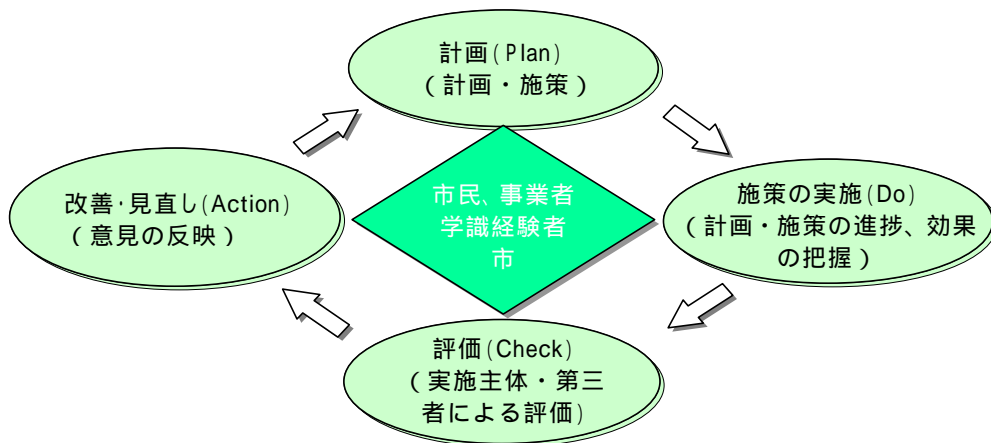 計画(Plan)
(計画・施策)
市民、事業者
学識経験者
市
改善・見直し(Action)
(意見の反映)
施策の実施(Do)
(計画・施策の進捗、効果
の把握)
評価(Check)
(実施主体・第三
者による評価)